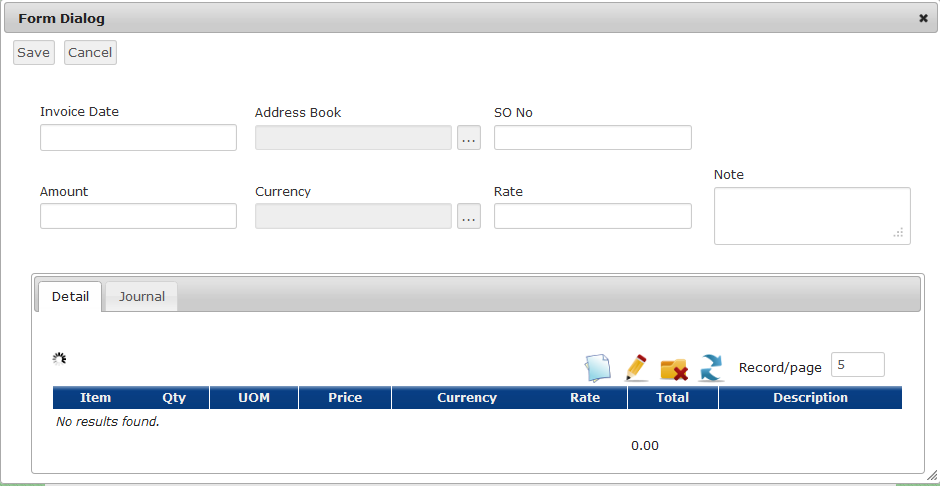 Form Dialog
Save Cancel
Invoice Date Address Book SO No
...
Amount Currency Rate Note
...
Detail Journal
Record/page 5
Item Qty UOM Price Currency Rate Total Description
No results found.
0.00